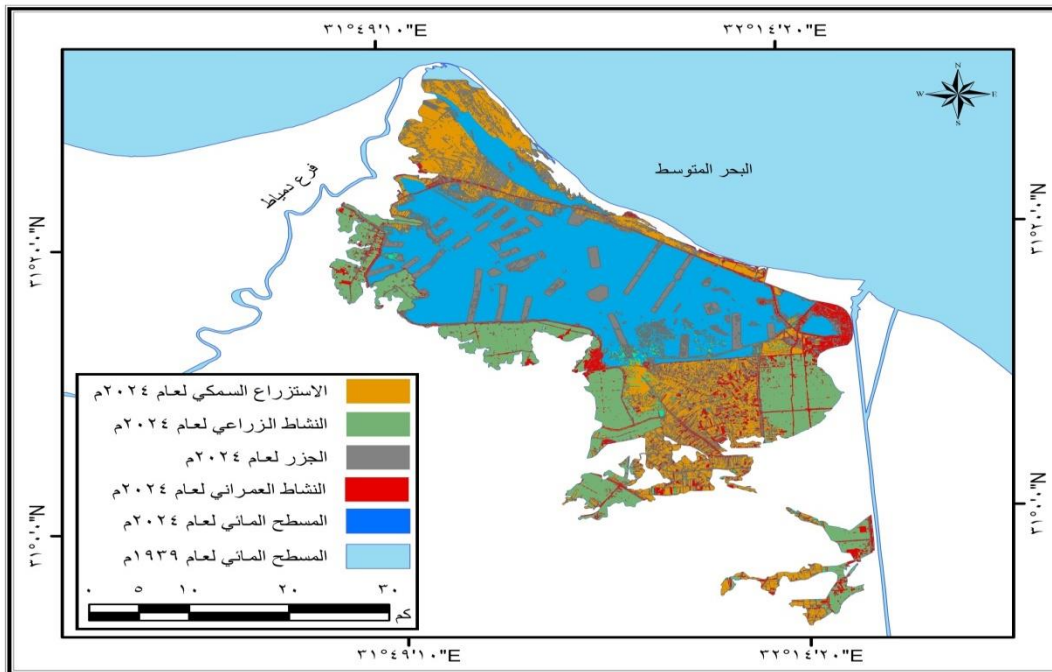 ٣١°٤٩'١٠"E
٣٢°١٤'٢٠"E
N
W
E
S
البحر المتوسط
فرع دمياط
٣١°٢٠'٠"N
٣١°٢٠'٠"N
الاستزراع السمكي لعام ٢٠٢٤م
النشاط الزراعي لعام ٢٠٢٤م
الجزر لعام ٢٠٢٤م
النشاط العمراني لعام ٢٠٢٤م
المسطح المائي لعام ٢٠٢٤م
المسطح المائي لعام ١٩٣٩م
٣١°٠'٠"N
٣١°٠'٠"N
٠ ٥ ١٠ ٢٠ ٣٠
كم
٣١°٤٩'١٠"E
٣٢°١٤'٢٠"E